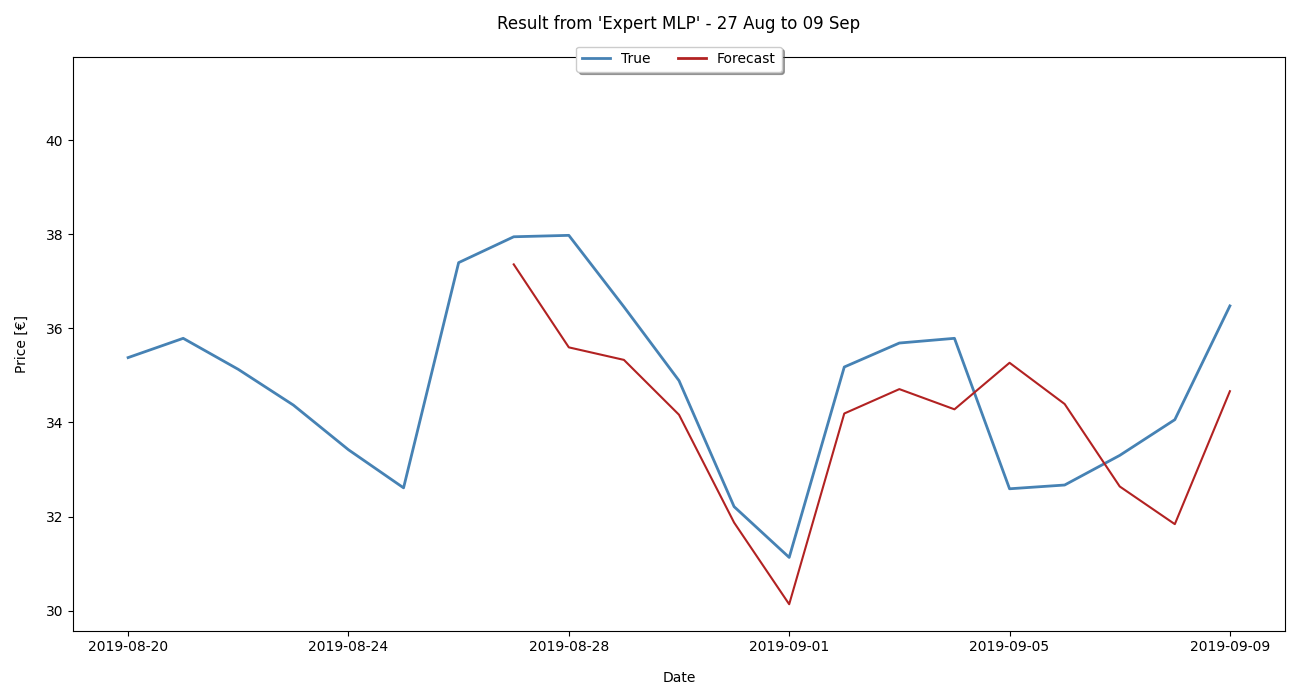 Result from 'Expert MLP' - 27 Aug to 09 Sep
True Forecast
Price [€]
40
38
36
34
32
30
2019-08-20 2019-08-24 2019-08-28 2019-09-01 2019-09-05 2019-09-09
Date